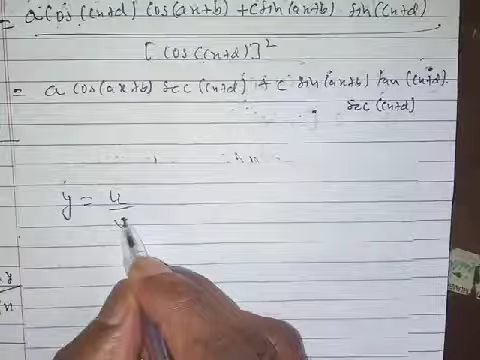 = a cos (cx+d) cos(ax+b) + c sin(ax+b) . sin(cx+d)
[cos(cx+d)]²
= a cos(ax+b) sec(cx+d) + c sin(ax+b) tan(cx+d).
sec(cx+d)
y = u
v